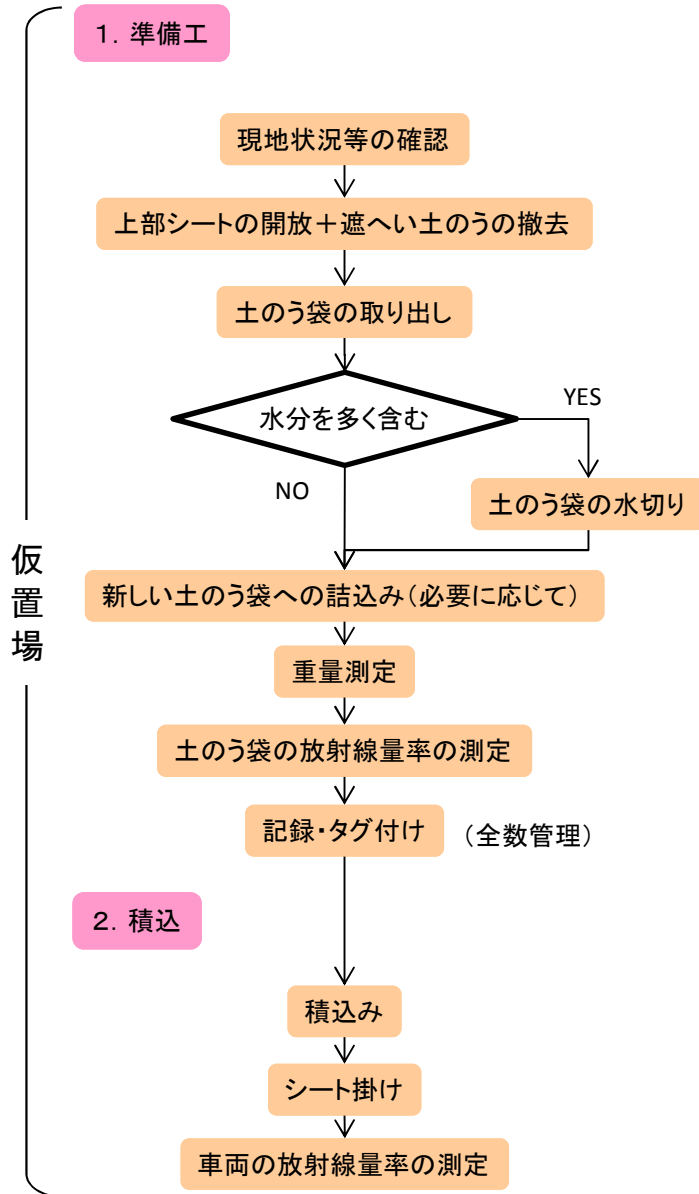 1. 準備工
現地状況等の確認
上部シートの開放+遮へい土のうの撤去
土のう袋の取り出し
水分を多く含む
YES
NO
土のう袋の水切り
仮置場
新しい土のう袋への詰込み(必要に応じて)
重量測定
土のう袋の放射線量率の測定
記録・タグ付け (全数管理)
2. 積込
積込み
シート掛け
車両の放射線量率の測定